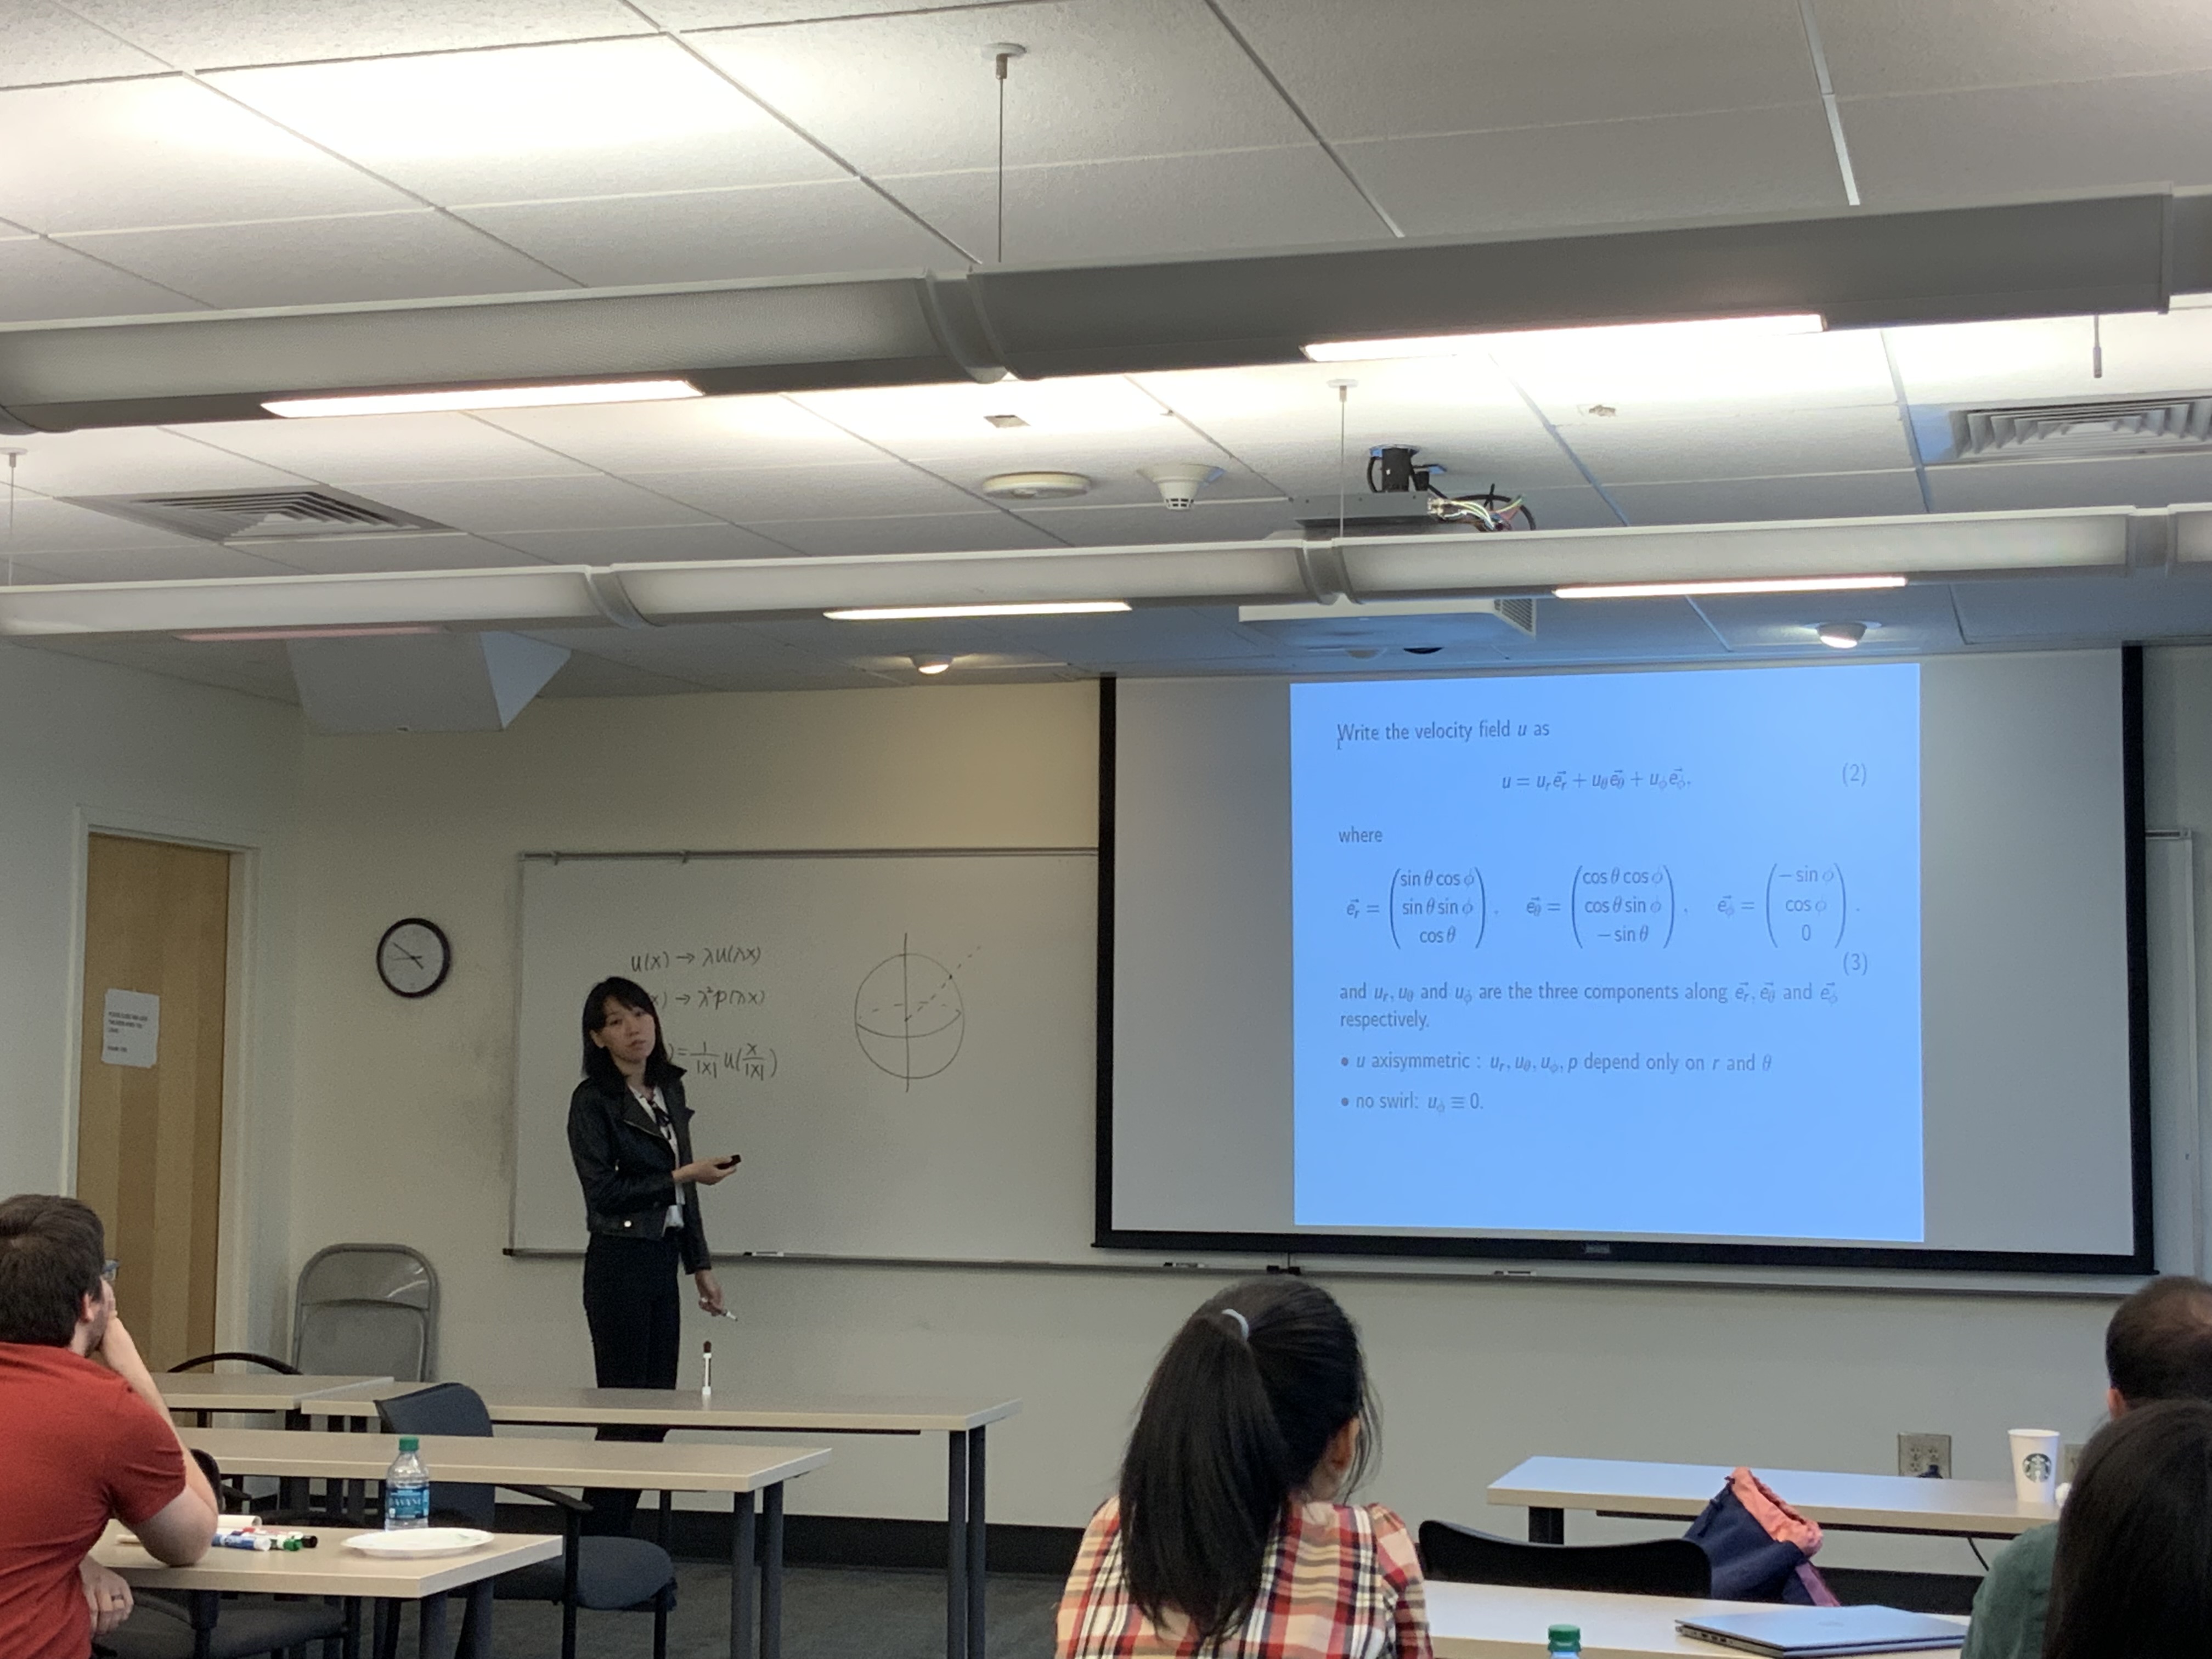 u(x) → λu(λx)
x) → λ²p(λx)
) = 1/|x| u(x/|x|)
Write the velocity field u as
u = u_r e⃗_r + u_θ e⃗_θ + u_ϕ e⃗_ϕ, (2)
where
e⃗_r = (sin θ cos ϕ, e⃗_θ = (cos θ cos ϕ, e⃗_ϕ = (− sin ϕ
sin θ sin ϕ cos θ sin ϕ cos ϕ
cos θ), − sin θ), 0).
(3)
and u_r, u_θ and u_ϕ are the three components along e⃗_r, e⃗_θ and e⃗_ϕ
respectively.
• u axisymmetric : u_r, u_θ, u_ϕ, p depend only on r and θ
• no swirl: u_ϕ ≡ 0.